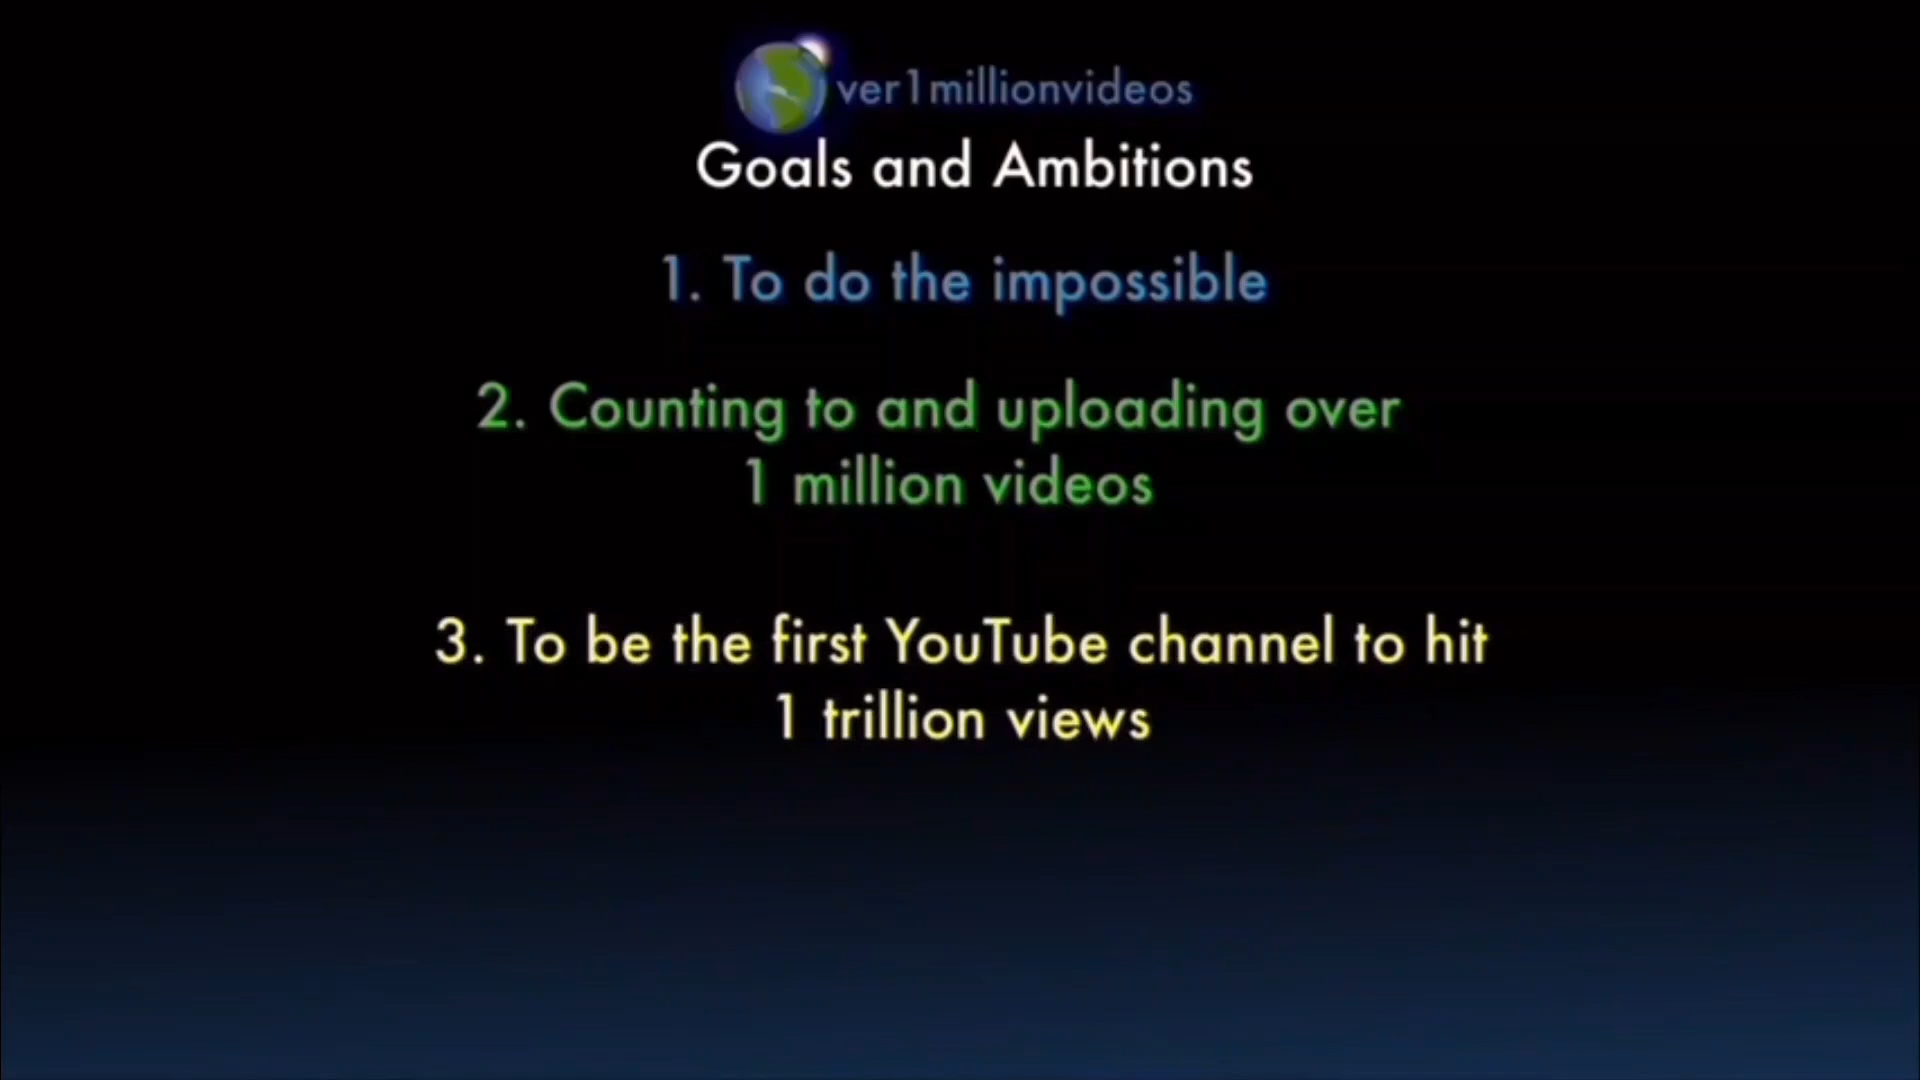 ver1millionvideos
Goals and Ambitions
1. To do the impossible
2. Counting to and uploading over
1 million videos
3. To be the first YouTube channel to hit
1 trillion views